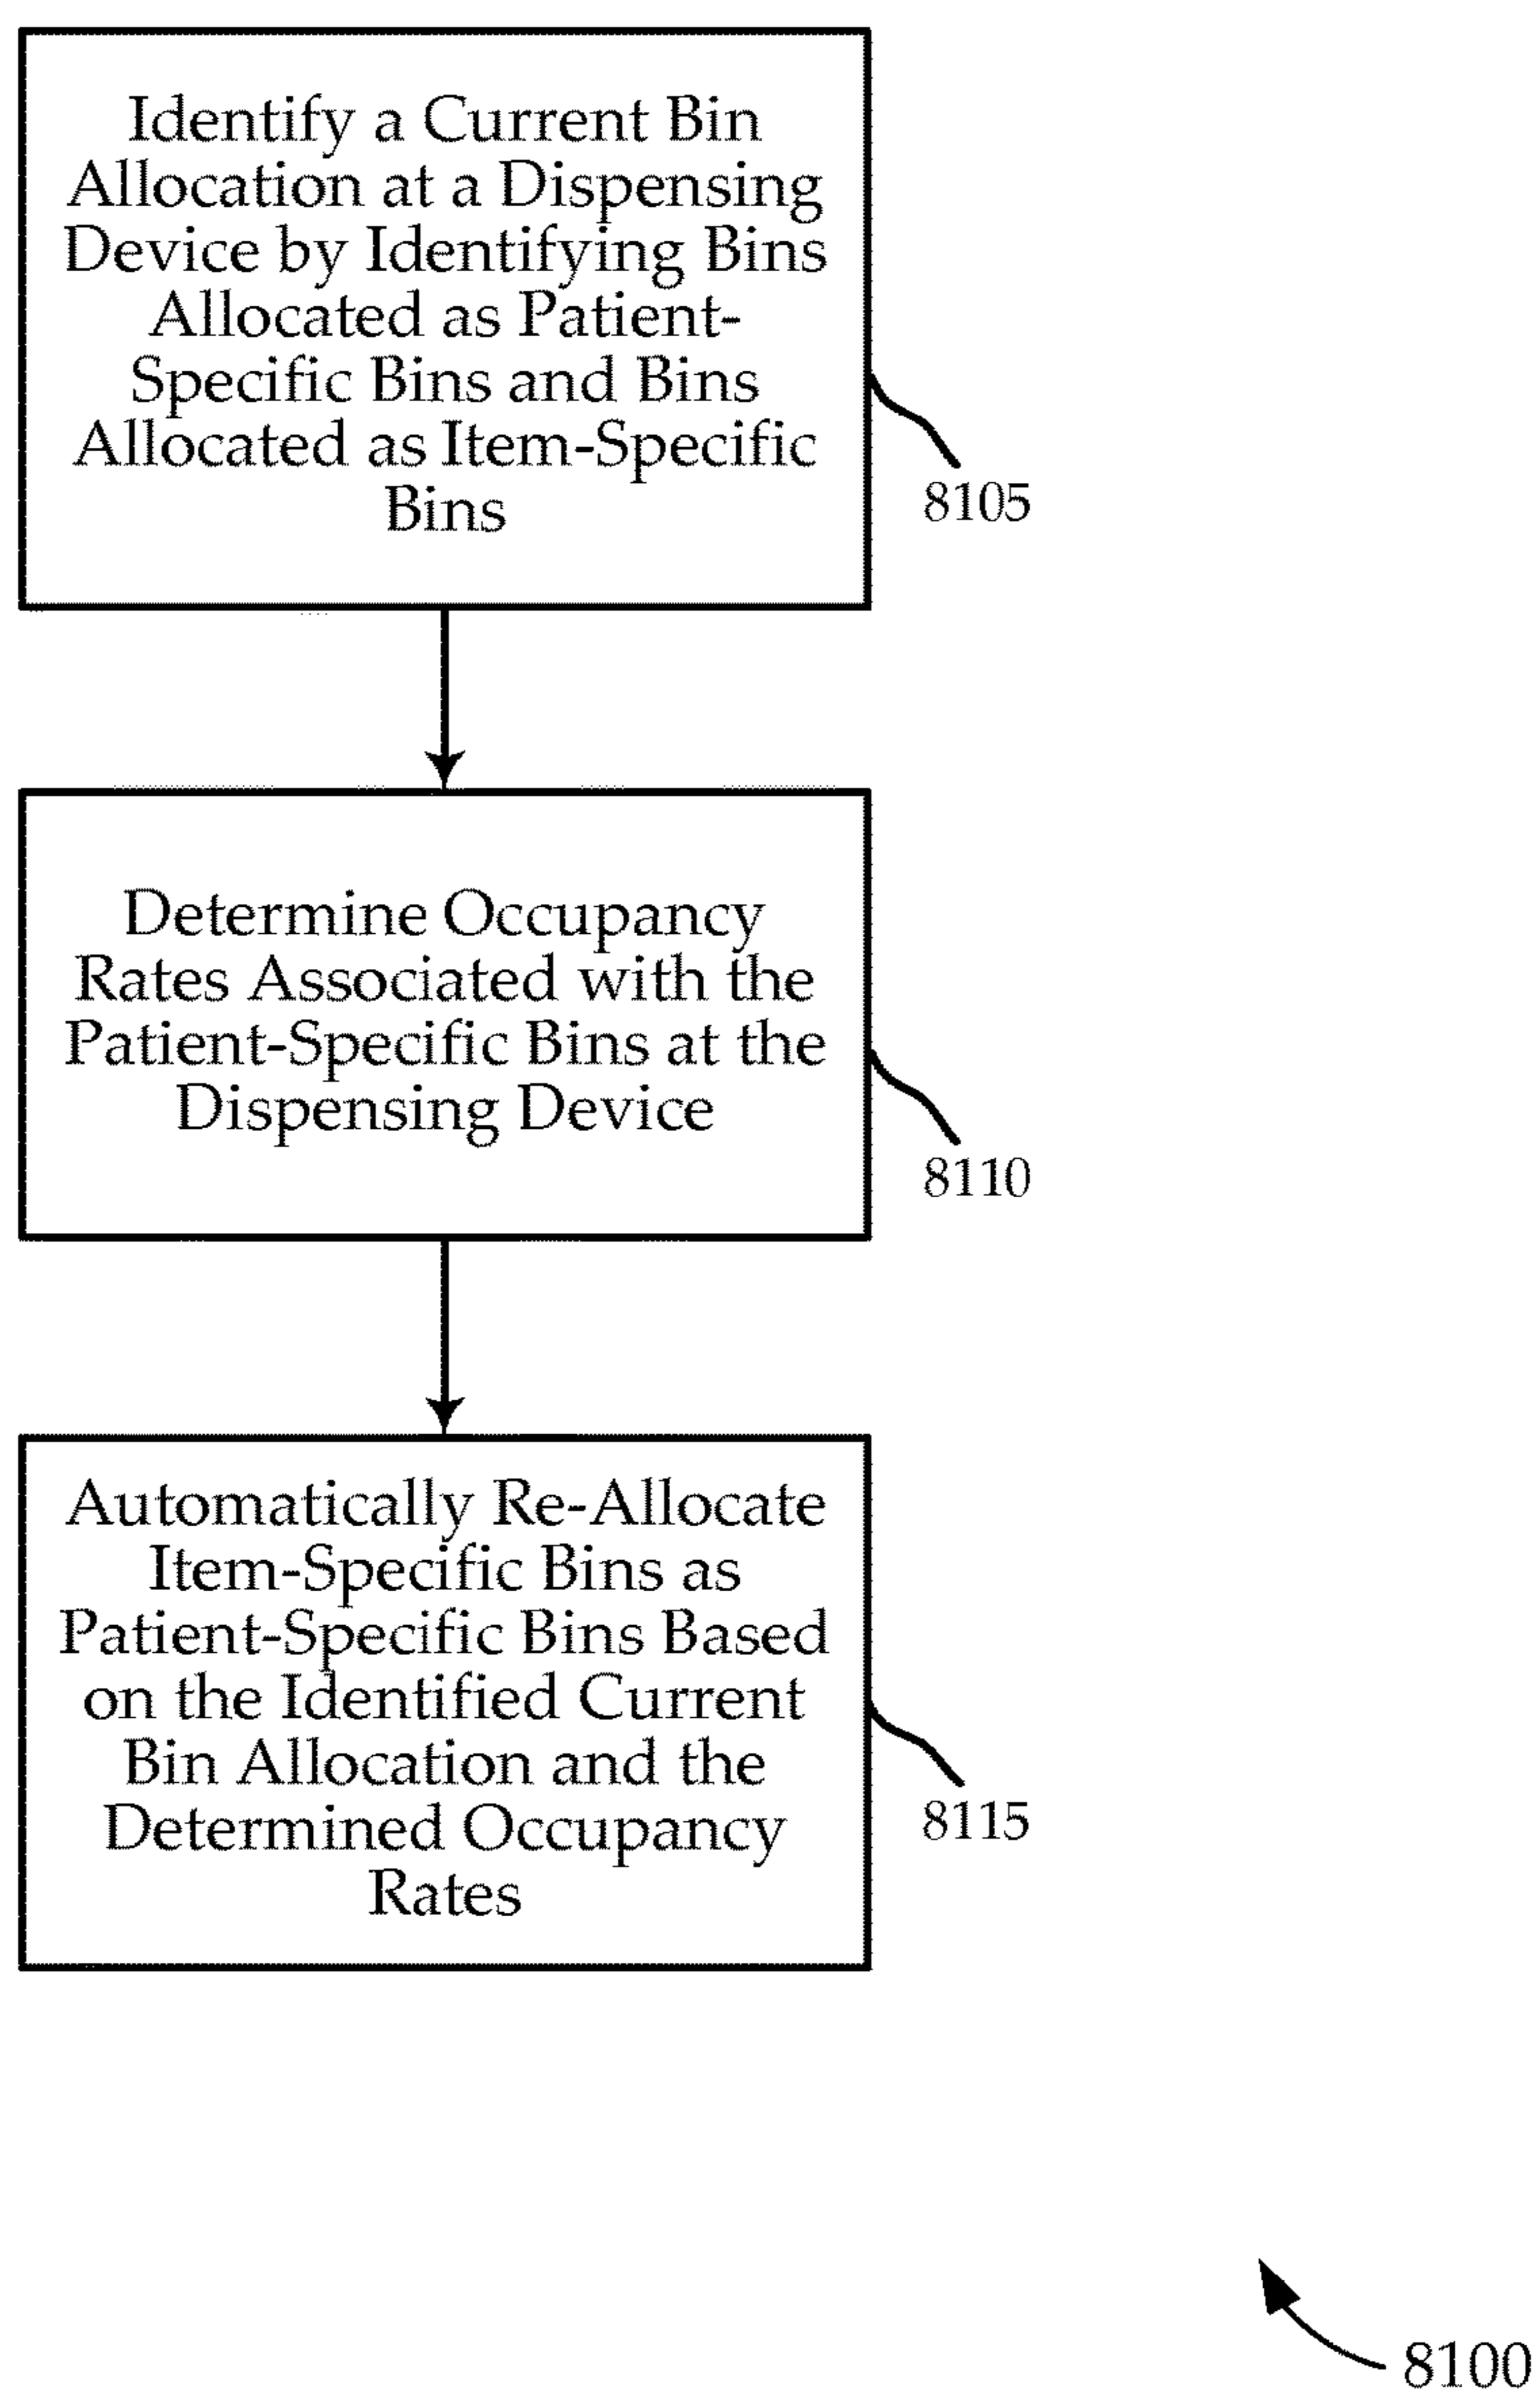 Identify a Current Bin
Allocation at a Dispensing
Device by Identifying Bins
Allocated as Patient-
Specific Bins and Bins
Allocated as Item-Specific
Bins
8105
Determine Occupancy
Rates Associated with the
Patient-Specific Bins at the
Dispensing Device
8110
Automatically Re-Allocate
Item-Specific Bins as
Patient-Specific Bins Based
on the Identified Current
Bin Allocation and the
Determined Occupancy
Rates
8115
8100